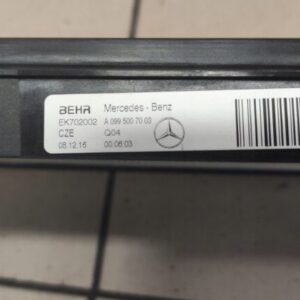 BEHR Mercedes-Benz
EK702002 A 099 500 70 03
CZE Q04
08.12.16 00:06:03